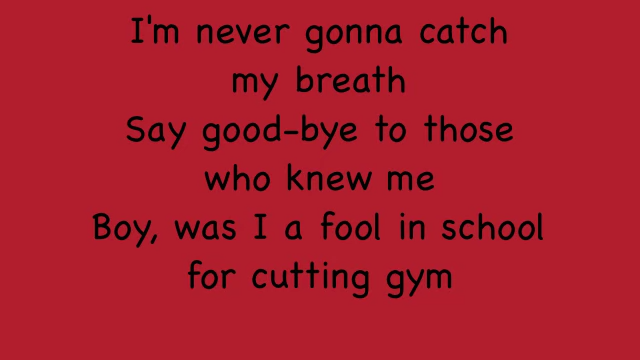 I'm never gonna catch
my breath
Say good-bye to those
who knew me
Boy, was I a fool in school
for cutting gym